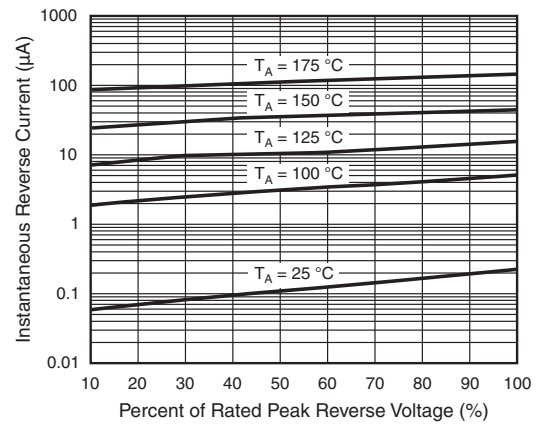 Instantaneous Reverse Current (μA)
1000
100
10
1
0.1
0.01
T_A = 175 °C
T_A = 150 °C
T_A = 125 °C
T_A = 100 °C
T_A = 25 °C
10 20 30 40 50 60 70 80 90 100
Percent of Rated Peak Reverse Voltage (%)